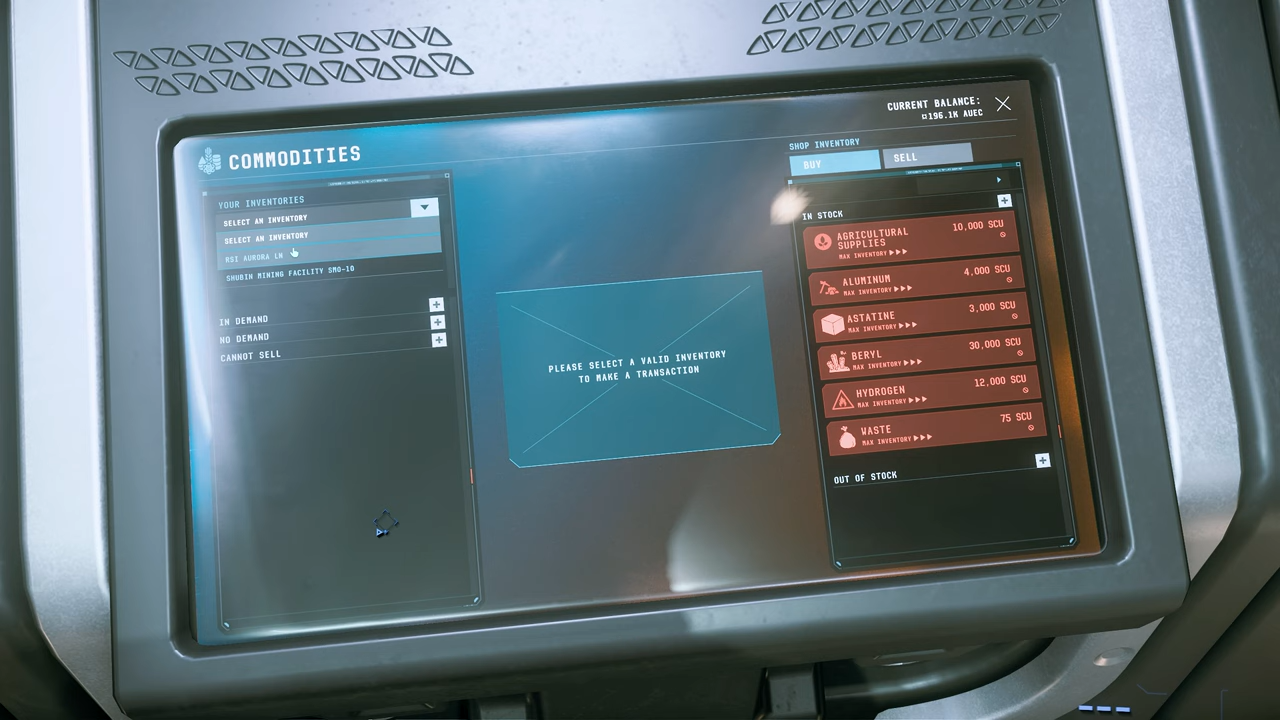 COMMODITIES
CURRENT BALANCE:
¤196.1K AUEC
YOUR INVENTORIES
SELECT AN INVENTORY
SELECT AN INVENTORY
RSI AURORA LN
SHUBIN MINING FACILITY SMO-10
IN DEMAND
NO DEMAND
CANNOT SELL
PLEASE SELECT A VALID INVENTORY
TO MAKE A TRANSACTION
SHOP INVENTORY
BUY
SELL
IN STOCK
AGRICULTURAL
SUPPLIES
10,000 SCU
MAX INVENTORY
ALUMINUM
4,000 SCU
MAX INVENTORY
ASTATINE
3,000 SCU
MAX INVENTORY
BERYL
30,000 SCU
MAX INVENTORY
HYDROGEN
12,000 SCU
MAX INVENTORY
WASTE
75 SCU
MAX INVENTORY
OUT OF STOCK